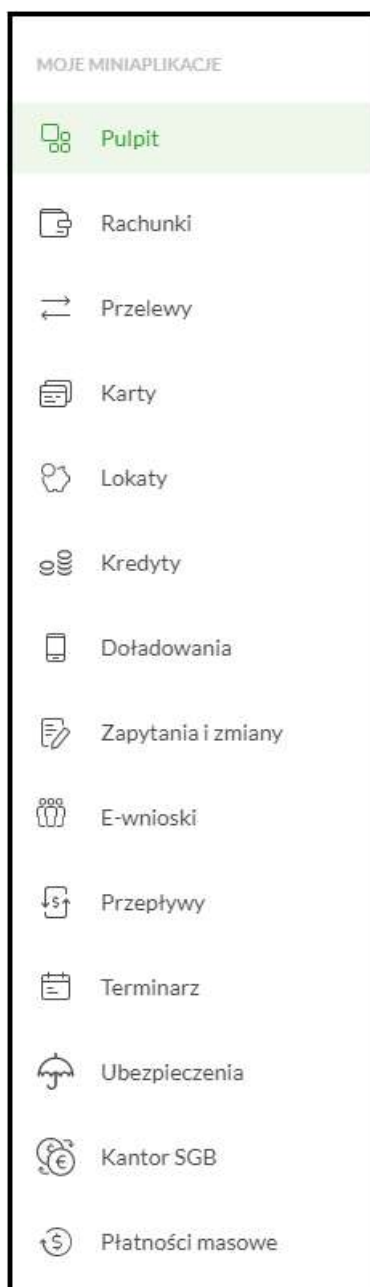 MOJE MINIAPLIKACJE
Pulpit
Rachunki
Przelewy
Karty
Lokaty
Kredyty
Doładowania
Zapytania i zmiany
E-wnioski
Przepływy
Terminarz
Ubezpieczenia
Kantor SGB
Płatności masowe